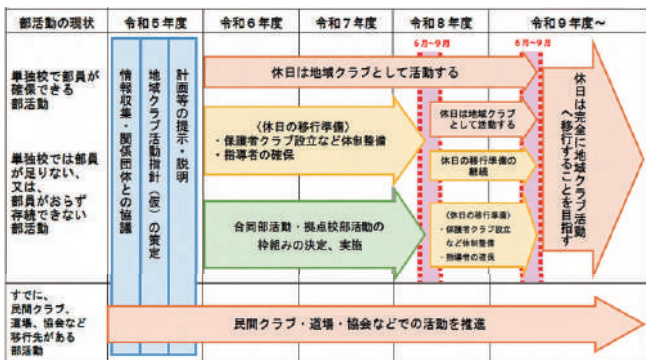 部活動の現状
令和5年度
令和6年度
令和7年度
令和8年度
令和9年度～
6月～9月
6月～9月
単独校で部員が
確保できる
部活動
単独校では部員
が足りない、
又は、
部員がおらず
存続できない
部活動
情報収集・関係団体との協議
地域クラブ活動指針（仮）の策定
計画等の提示・説明
休日は地域クラブとして活動する
〈休日の移行準備〉
・保護者クラブ設立など体制整備
・指導者の確保
休日は地域クラブ
として活動する
休日の移行準備の
継続
合同部活動・拠点校部活動の
枠組みの決定、実施
〈休日の移行準備〉
・保護者クラブ設立
など体制整備
・指導者の
休日は完全に地域クラブ活動
へ移行することを目指す
すでに、
民間クラブ、
道場、協会など
移行先がある
部活動
民間クラブ・道場・協会などでの活動を推進